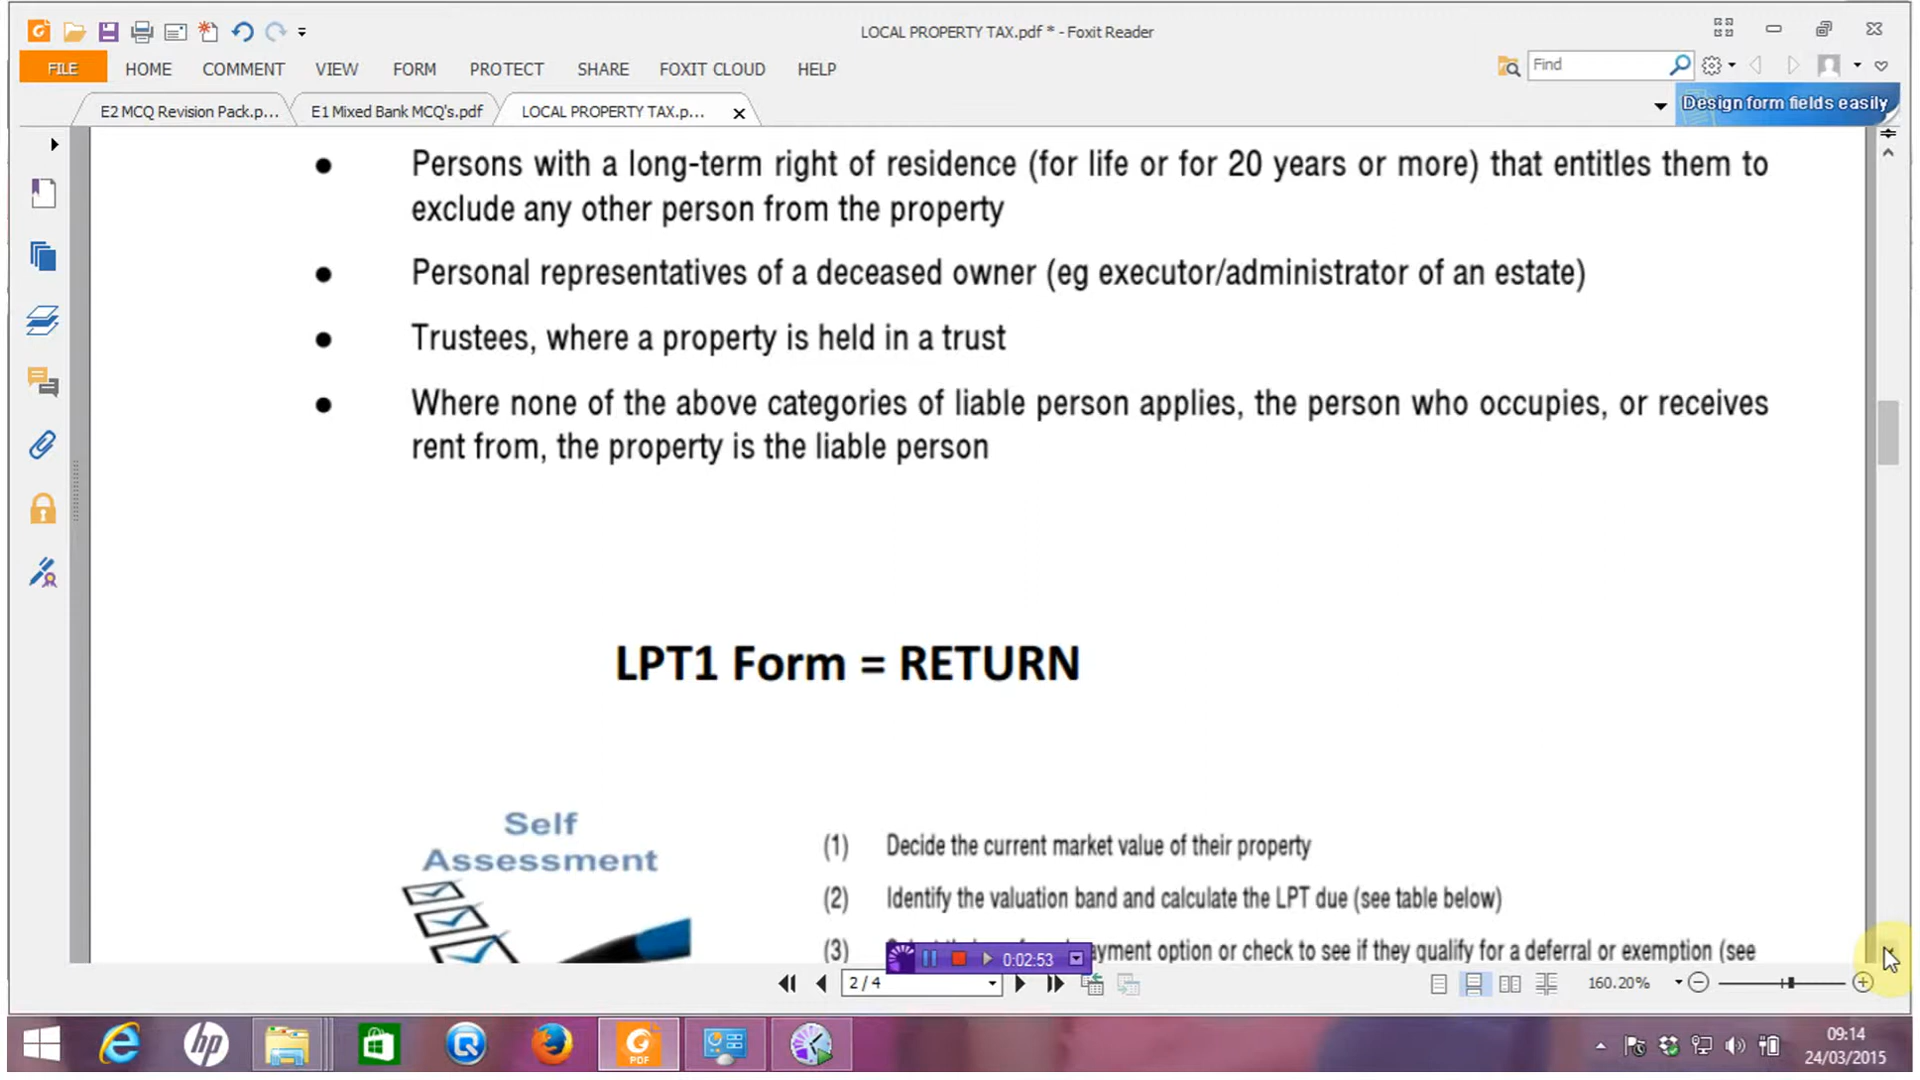 LOCAL PROPERTY TAX.pdf * - Foxit Reader
FILE HOME COMMENT VIEW FORM PROTECT SHARE FOXIT CLOUD HELP Find
E2 MCQ Revision Pack.p... E1 Mixed Bank MCQ's.pdf LOCAL PROPERTY TAX.p... Design form fields easily
● Persons with a long-term right of residence (for life or for 20 years or more) that entitles them to
exclude any other person from the property
● Personal representatives of a deceased owner (eg executor/administrator of an estate)
● Trustees, where a property is held in a trust
● Where none of the above categories of liable person applies, the person who occupies, or receives
rent from, the property is the liable person
LPT1 Form = RETURN
Self
Assessment
(1) Decide the current market value of their property
(2) Identify the valuation band and calculate the LPT due (see table below)
(3) ayment option or check to see if they qualify for a deferral or exemption (see
0:02:53
2 / 4 160.20%
hp
PDF
09:14
24/03/2015